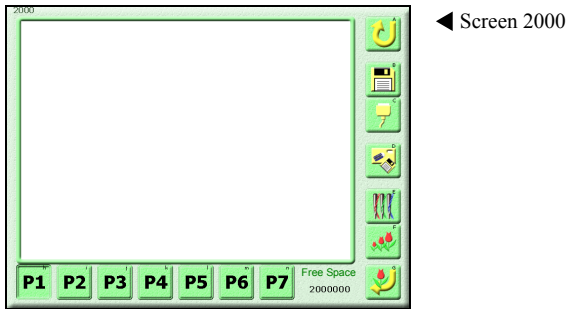 2000
◀ Screen 2000
A
B
C
D
E
F
G
h i j k l m n
P1 P2 P3 P4 P5 P6 P7
Free Space
2000000